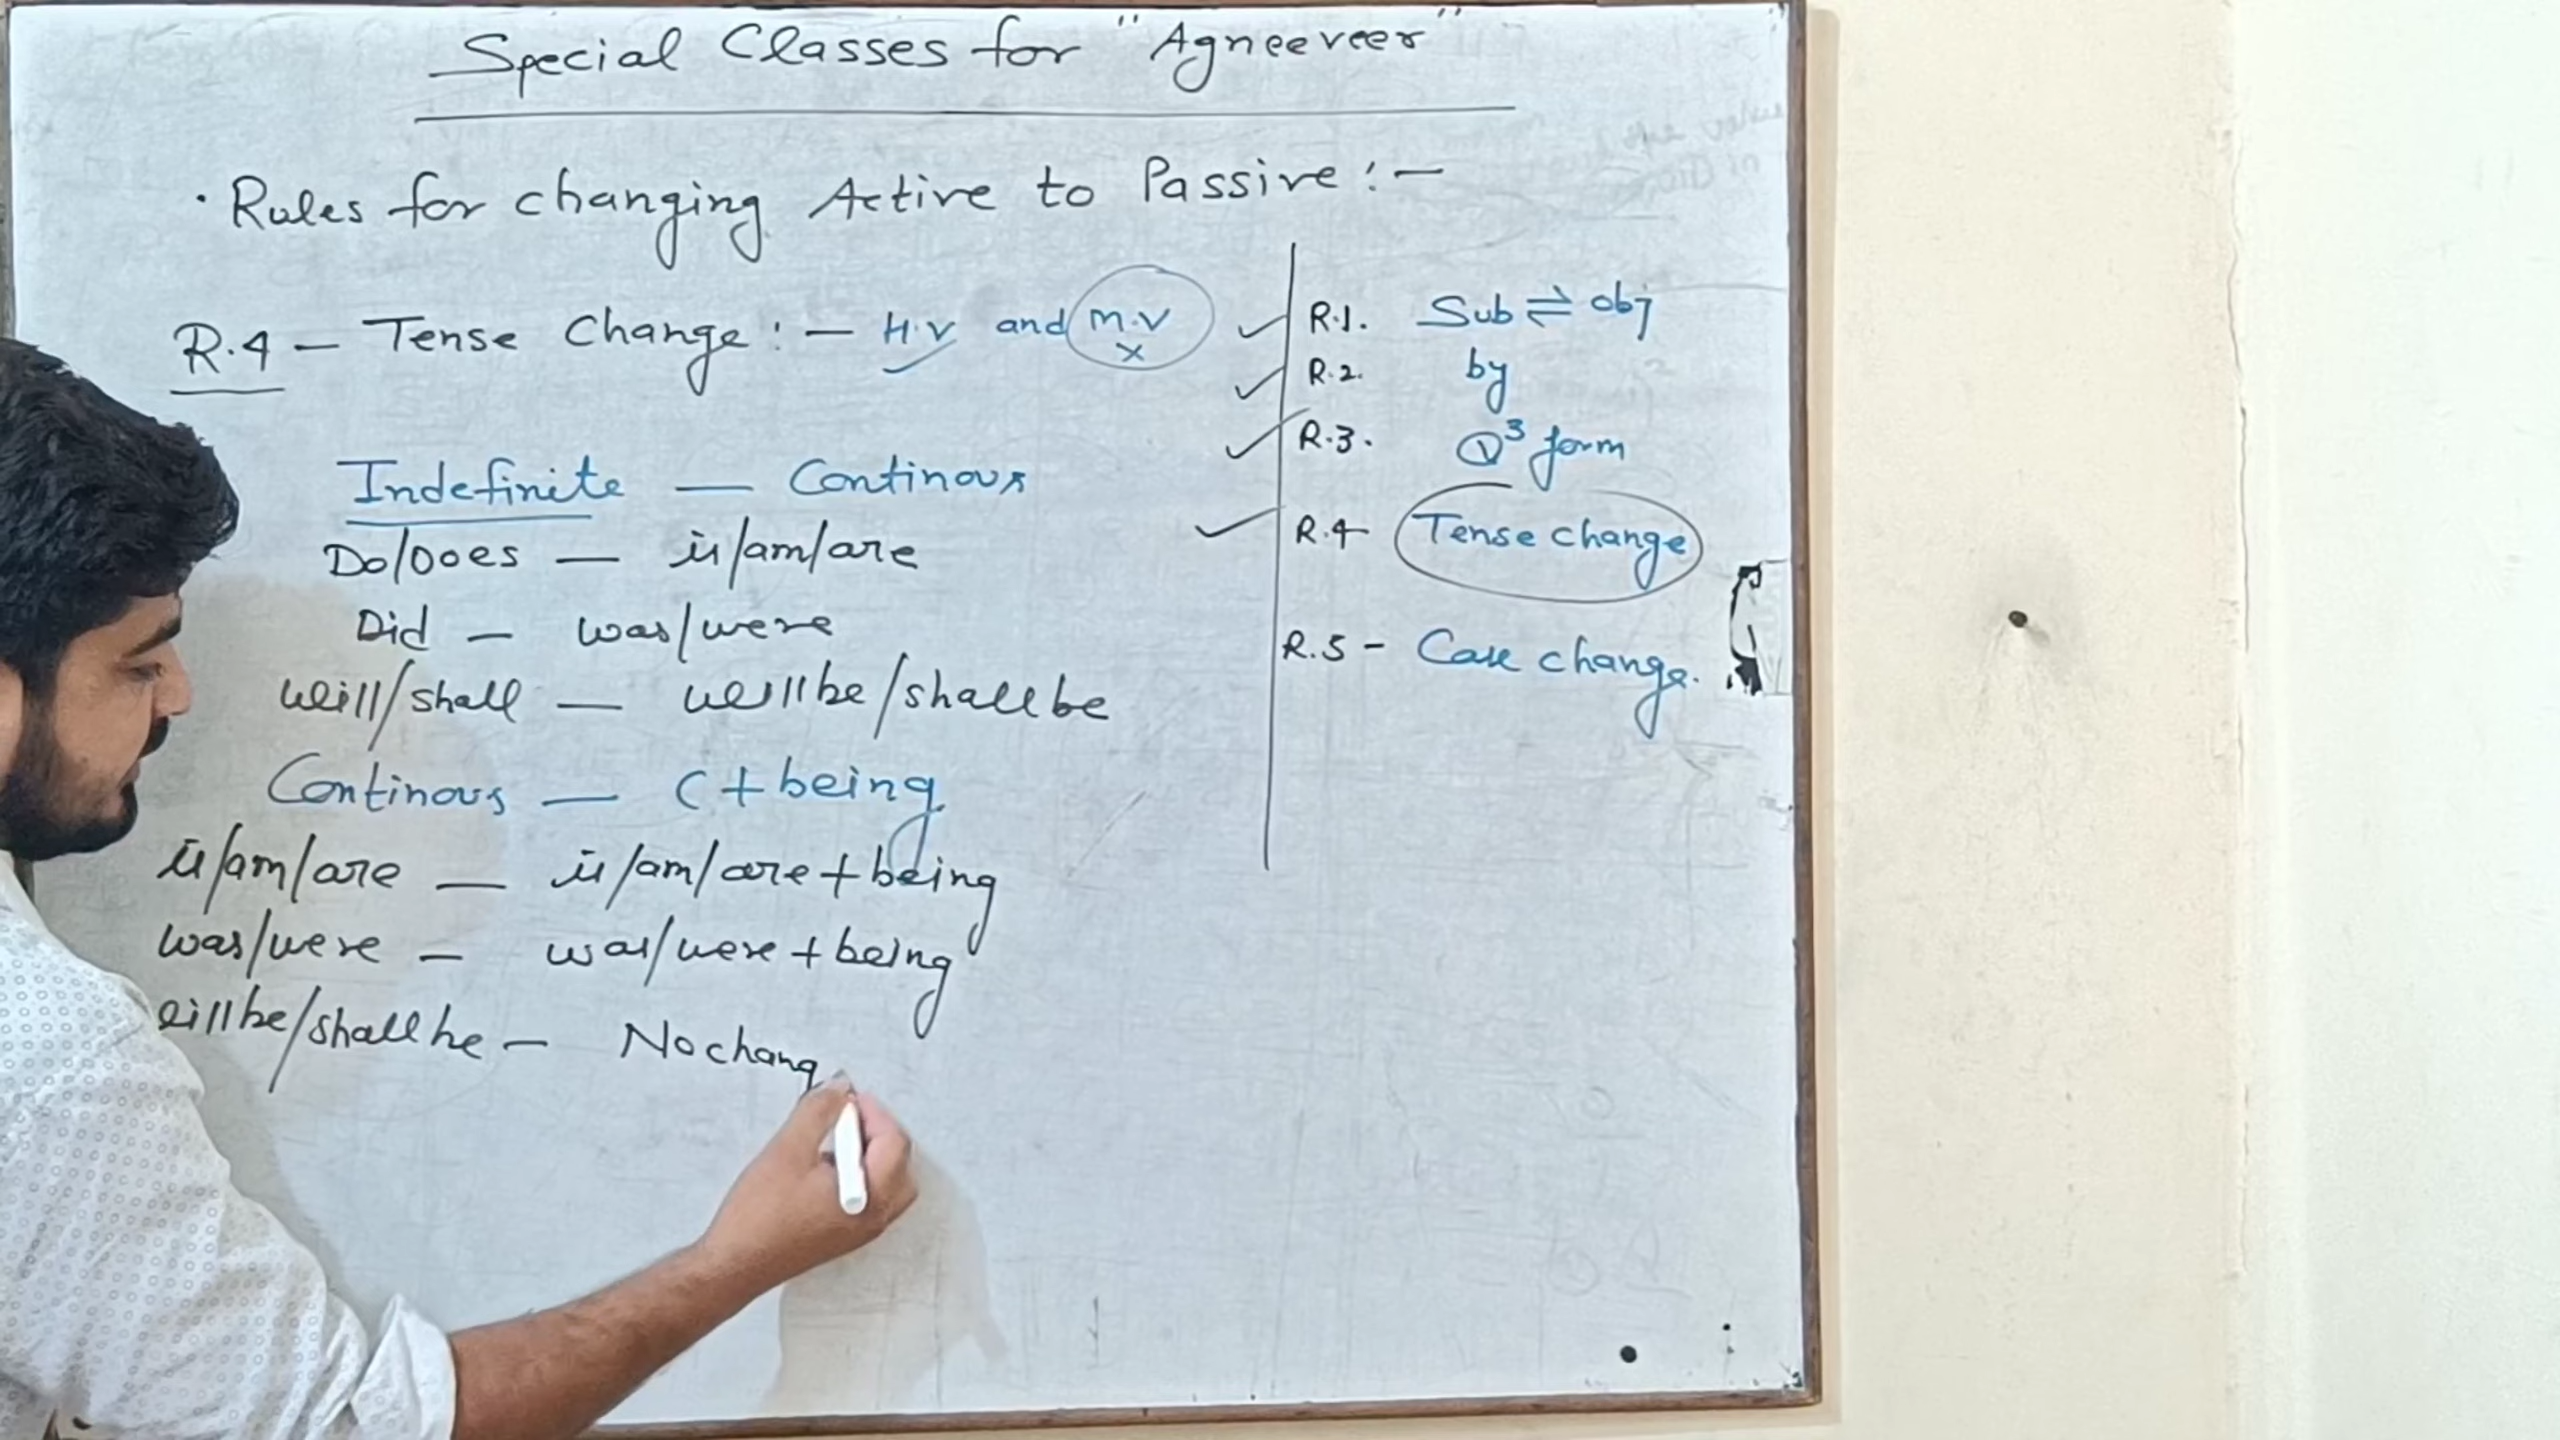 Special Classes for "Agneeveer"
• Rules for changing Active to Passive :-
R.4 - Tense Change :- H.V and M.V
x
Indefinite - Continous
Do/Does - is/am/are
Did - was/were
will/shall - will be/shall be
Continous - C + being
is/am/are - is/am/are + being
was/were - was/were + being
ill be/shall be - No chang
R.1. Sub ⇌ obj
R.2. by
R.3. V³ form
R.4 Tense change
R.5 - Case change.